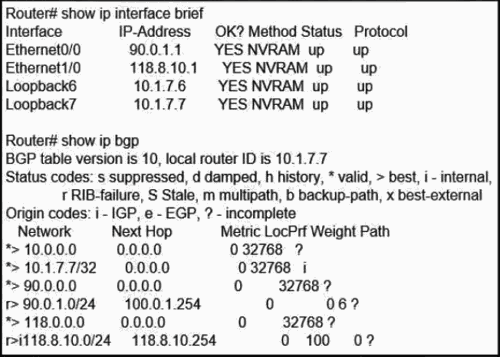 Router# show ip interface brief
Interface IP-Address OK? Method Status Protocol
Ethernet0/0 90.0.1.1 YES NVRAM up up
Ethernet1/0 118.8.10.1 YES NVRAM up up
Loopback6 10.1.7.6 YES NVRAM up up
Loopback7 10.1.7.7 YES NVRAM up up
Router# show ip bgp
BGP table version is 10, local router ID is 10.1.7.7
Status codes: s suppressed, d damped, h history, * valid, > best, i - internal,
r RIB-failure, S Stale, m multipath, b backup-path, x best-external
Origin codes: i - IGP, e - EGP, ? - incomplete
Network Next Hop Metric LocPrf Weight Path
*> 10.0.0.0 0.0.0.0 0 32768 ?
*> 10.1.7.7/32 0.0.0.0 0 32768 i
*> 90.0.0.0 0.0.0.0 0 32768 ?
r> 90.0.1.0/24 100.0.1.254 0 0 6 ?
*> 118.0.0.0 0.0.0.0 0 32768 ?
r>i118.8.10.0/24 118.8.10.254 0 100 0 ?